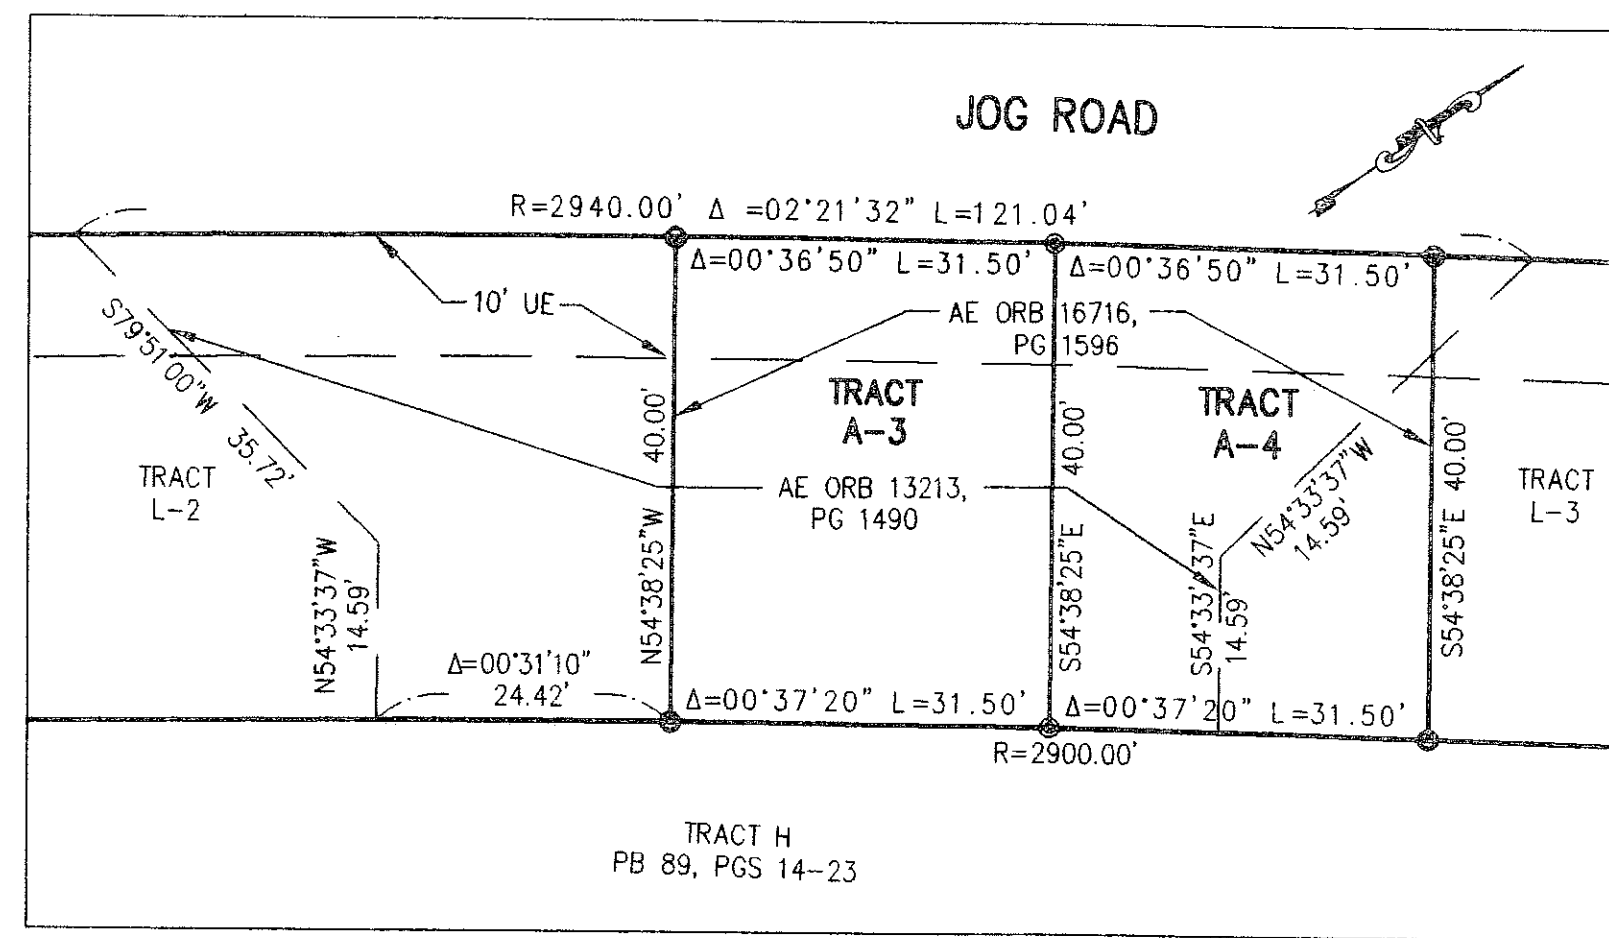 JOG ROAD
R=2940.00' Δ =02°21'32" L=121.04'
Δ=00°36'50" L=31.50'
Δ=00°36'50" L=31.50'
10' UE
AE ORB 16716,
PG 1596
S79°51'00"W 35.72'
TRACT
A-3
TRACT
A-4
40.00'
N54°38'25"W
40.00'
S54°38'25"E
S54°38'25"E 40.00'
TRACT
L-2
AE ORB 13213,
PG 1490
N54°33'37"W
14.59'
TRACT
L-3
N54°33'37"W
14.59'
S54°33'37"E
14.59'
Δ=00°31'10"
24.42'
Δ=00°37'20" L=31.50'
Δ=00°37'20" L=31.50'
R=2900.00'
TRACT H
PB 89, PGS 14-23